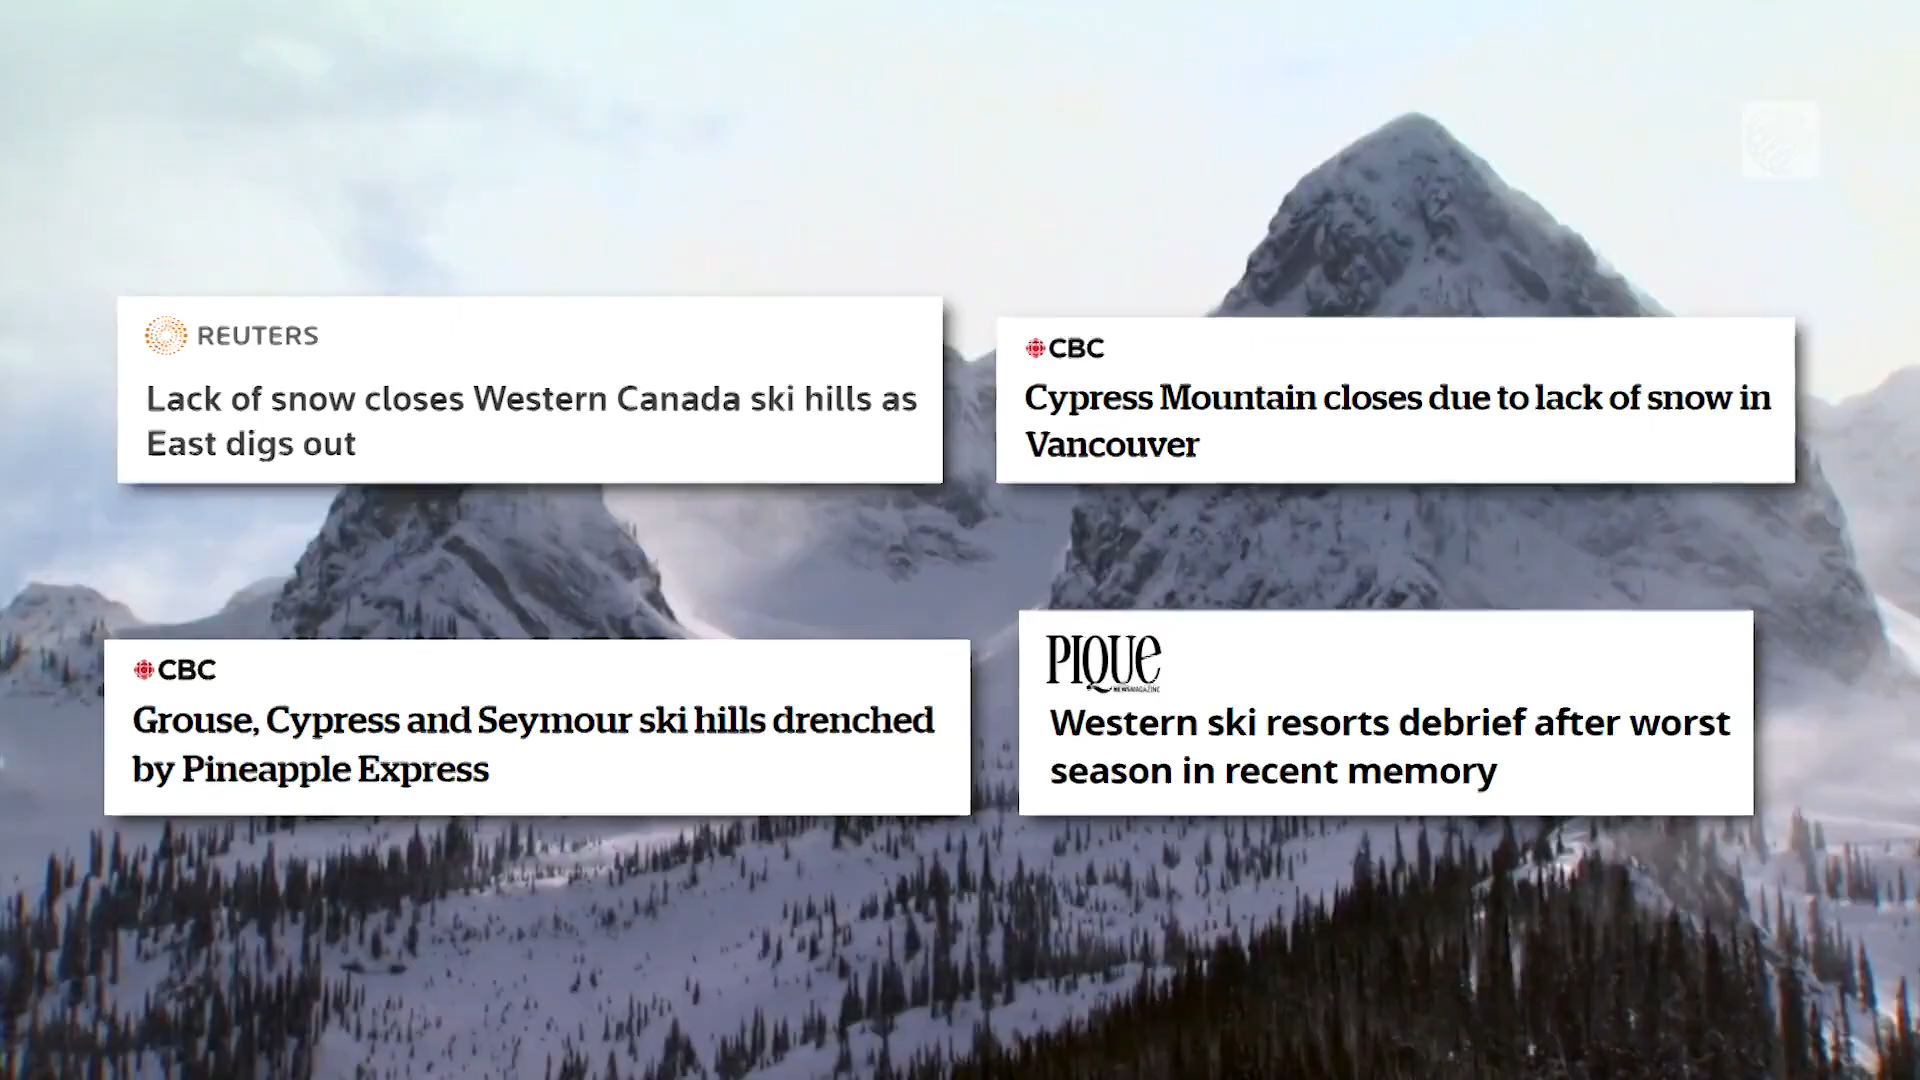 REUTERS
Lack of snow closes Western Canada ski hills as
East digs out
CBC
Cypress Mountain closes due to lack of snow in
Vancouver
CBC
Grouse, Cypress and Seymour ski hills drenched
by Pineapple Express
PIQUE
NEWSMAGAZINE
Western ski resorts debrief after worst
season in recent memory